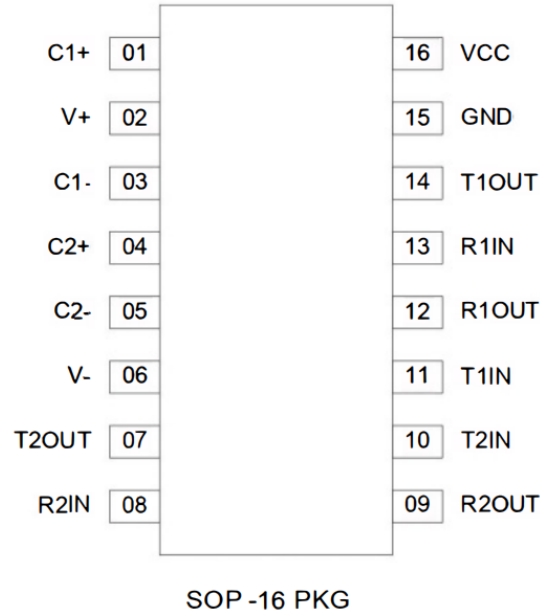 C1+ 01 16 VCC
V+ 02 15 GND
C1- 03 14 T1OUT
C2+ 04 13 R1IN
C2- 05 12 R1OUT
V- 06 11 T1IN
T2OUT 07 10 T2IN
R2IN 08 09 R2OUT
SOP -16 PKG